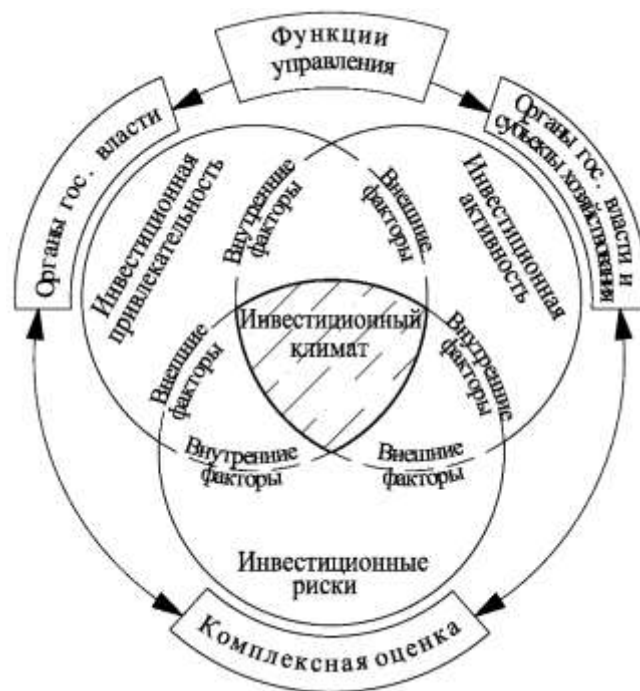 Функции
управления
Органы гос. власти
Органы гос. власти и
субъекты хозяйствовании
Инвестиционная
привлекательность
Внутренние
факторы
Внешние
факторы
Инвестиционная
активность
Инвестиционный
климат
Внешние
факторы
Внутренние
факторы
Внутренние
факторы
Внешние
факторы
Инвестиционные
риски
Комплексная оценка